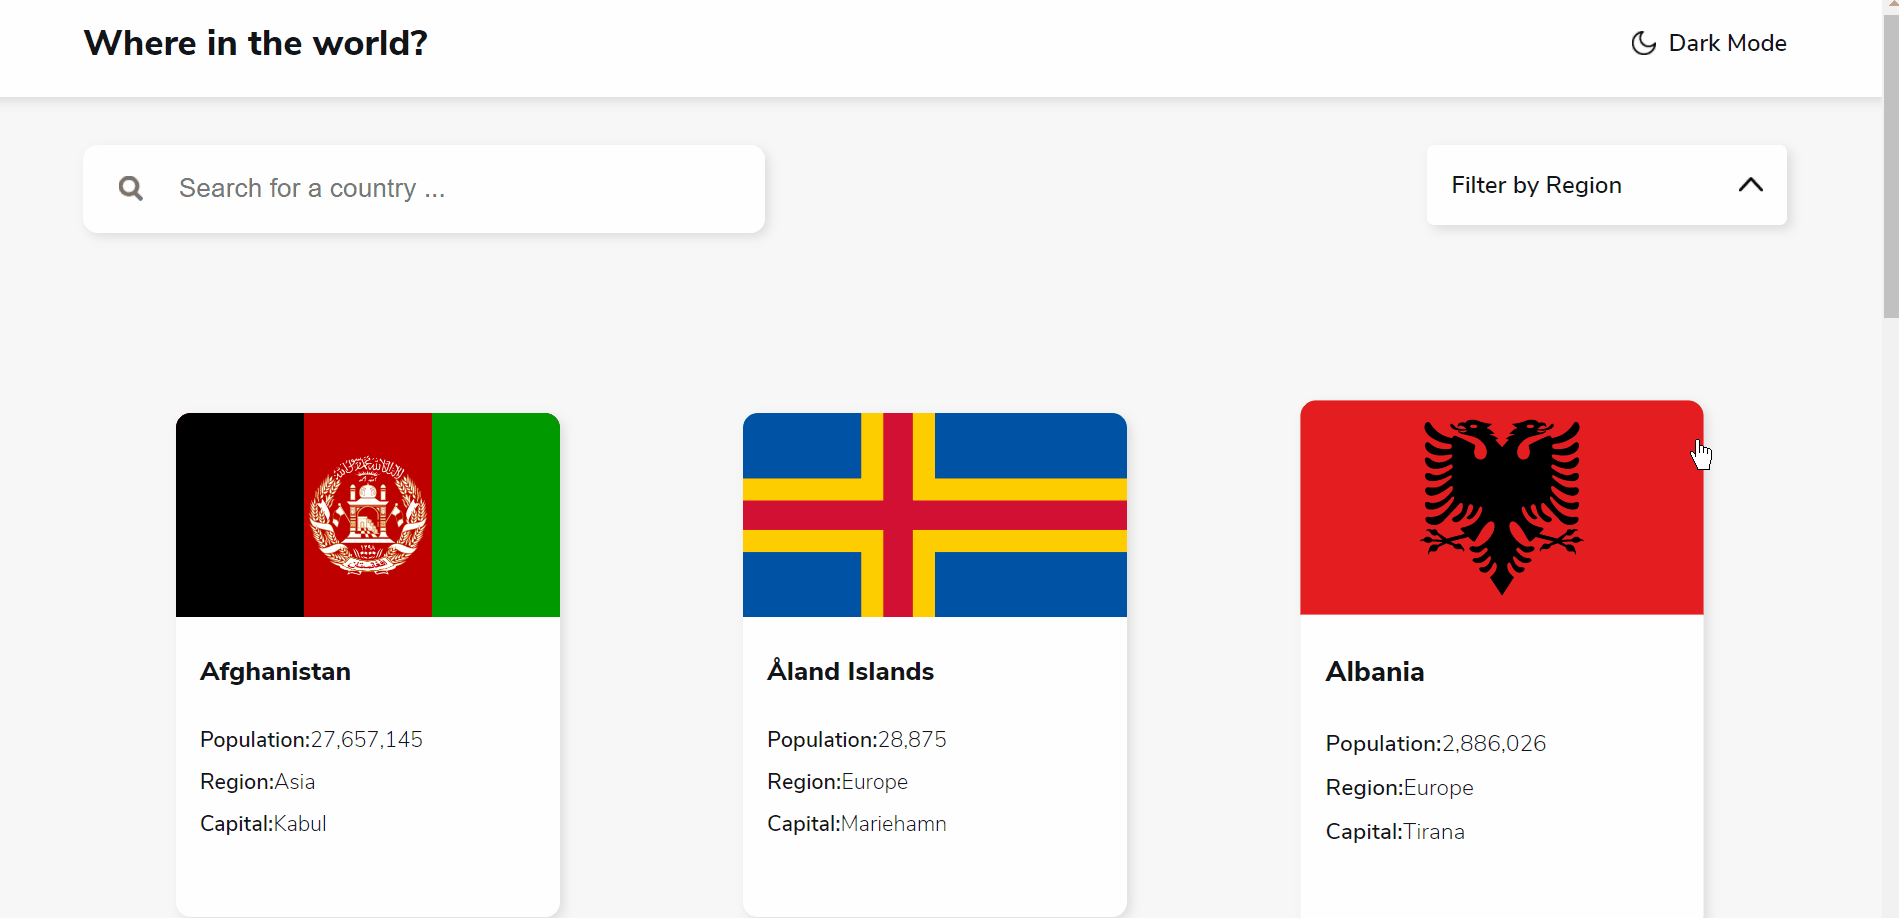 Where in the world?
Dark Mode
Search for a country ...
Filter by Region
Afghanistan
Population:27,657,145
Region:Asia
Capital:Kabul
Åland Islands
Population:28,875
Region:Europe
Capital:Mariehamn
Albania
Population:2,886,026
Region:Europe
Capital:Tirana